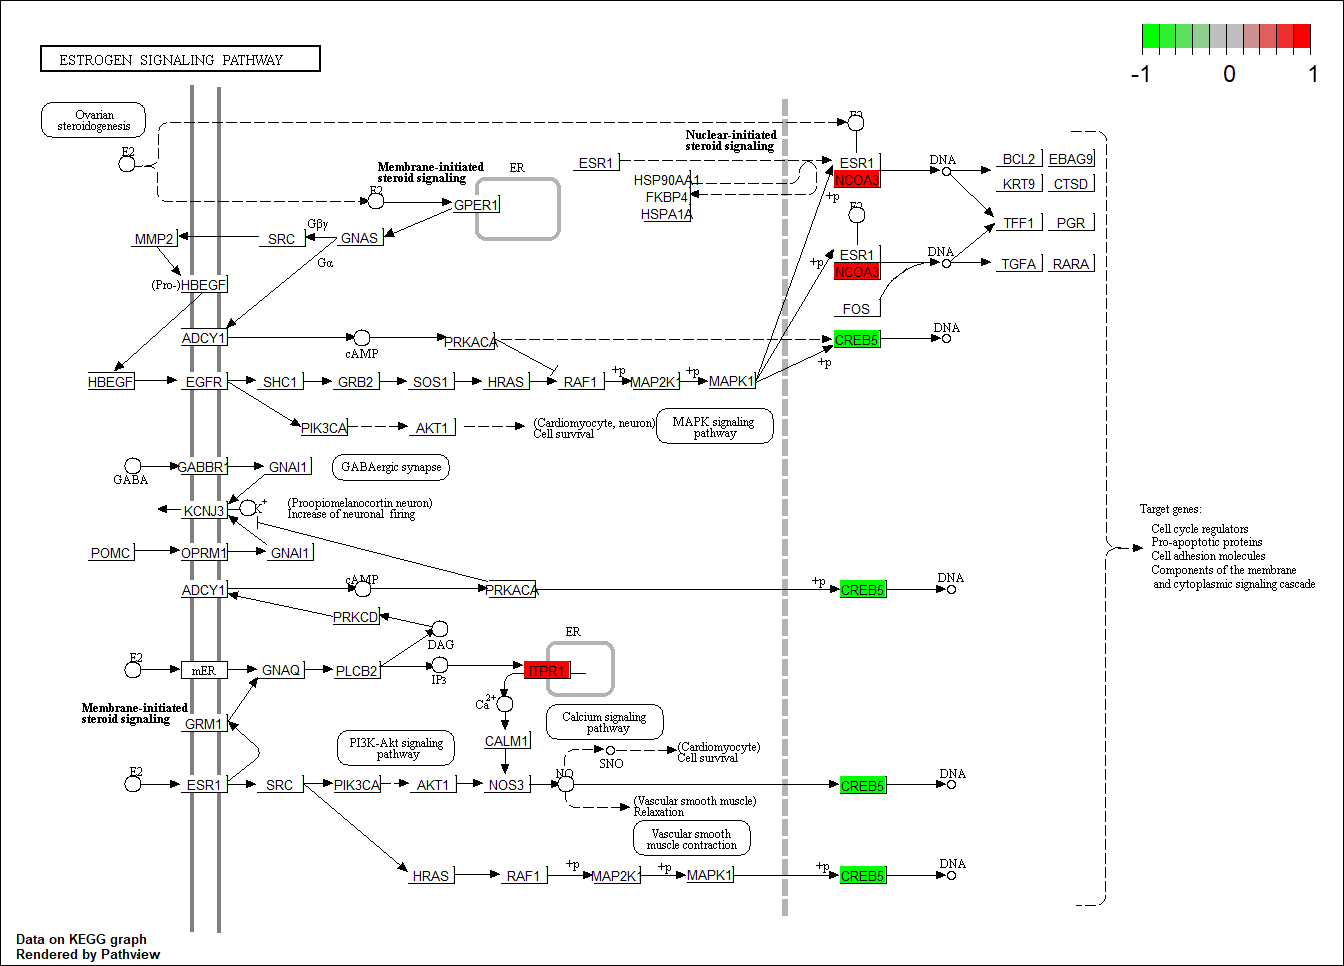 ESTROGEN SIGNALING PATHWAY
-1 0 1
Ovarian
steroidogenesis
E2
E2
Membrane-initiated
steroid signaling
E2
GPER1
ER
Nuclear-initiated
steroid signaling
ESR1
HSP90AA1
FKBP4
HSPA1A
ESR1
NCOA3
+p
DNA
BCL2 EBAG9
KRT9 CTSD
TFF1 PGR
TGFA RARA
E2
ESR1
NCOA3
+p
DNA
FOS
MMP2
SRC
Gβγ
GNAS
Gα
(Pro-) HBEGF
ADCY1
cAMP
PRKACA
CREB5
DNA
+p
HBEGF
EGFR
SHC1
GRB2
SOS1
HRAS
RAF1
+p
MAP2K1
+p
MAPK1
PIK3CA
AKT1
(Cardiomyocyte, neuron)
Cell survival
MAPK signaling
pathway
GABA
GABBR1
GNAI1
GABAergic synapse
KCNJ3
K+
(Propiomelanocortin neuron)
Increase of neuronal firing
POMC
OPRM1
GNAI1
ADCY1
cAMP
PRKACA
+p
CREB5
DNA
PRKCD
DAG
E2
mER
GNAQ
PLCB2
IP3
ITPR1
ER
Ca2+
Membrane-initiated
steroid signaling
GRM1
CALM1
Calcium signaling
pathway
PI3K-Akt signaling
pathway
SNO
(Cardiomyocyte)
Cell survival
E2
ESR1
SRC
PIK3CA
AKT1
NOS3
NO
CREB5
DNA
(Vascular smooth muscle)
Relaxation
Vascular smooth
muscle contraction
HRAS
RAF1
+p
MAP2K1
+p
MAPK1
+p
CREB5
DNA
Target genes:
Cell cycle regulators
Pro-apoptotic proteins
Cell adhesion molecules
Components of the membrane
and cytoplasmic signaling cascade
Data on KEGG graph
Rendered by Pathview